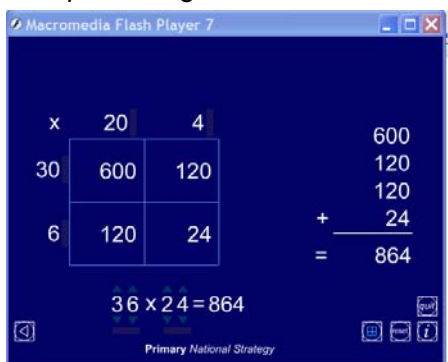 Macromedia Flash Player 7
x 20 4
30 600 120
6 120 24
600
120
120
+ 24
= 864
36 x 24 = 864
QUIT
Primary National Strategy